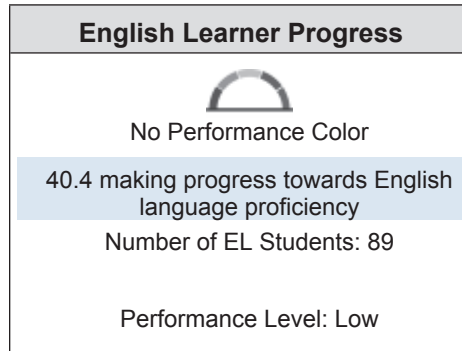 English Learner Progress
No Performance Color
40.4 making progress towards English
language proficiency
Number of EL Students: 89
Performance Level: Low